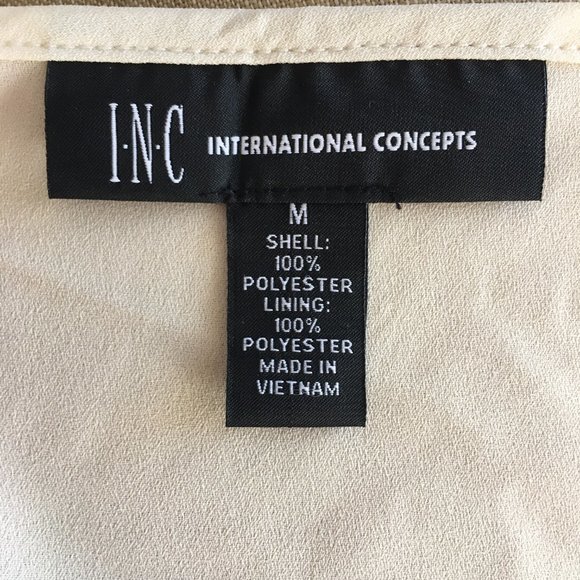 I·N·C INTERNATIONAL CONCEPTS
M
SHELL:
100%
POLYESTER
LINING:
100%
POLYESTER
MADE IN
VIETNAM